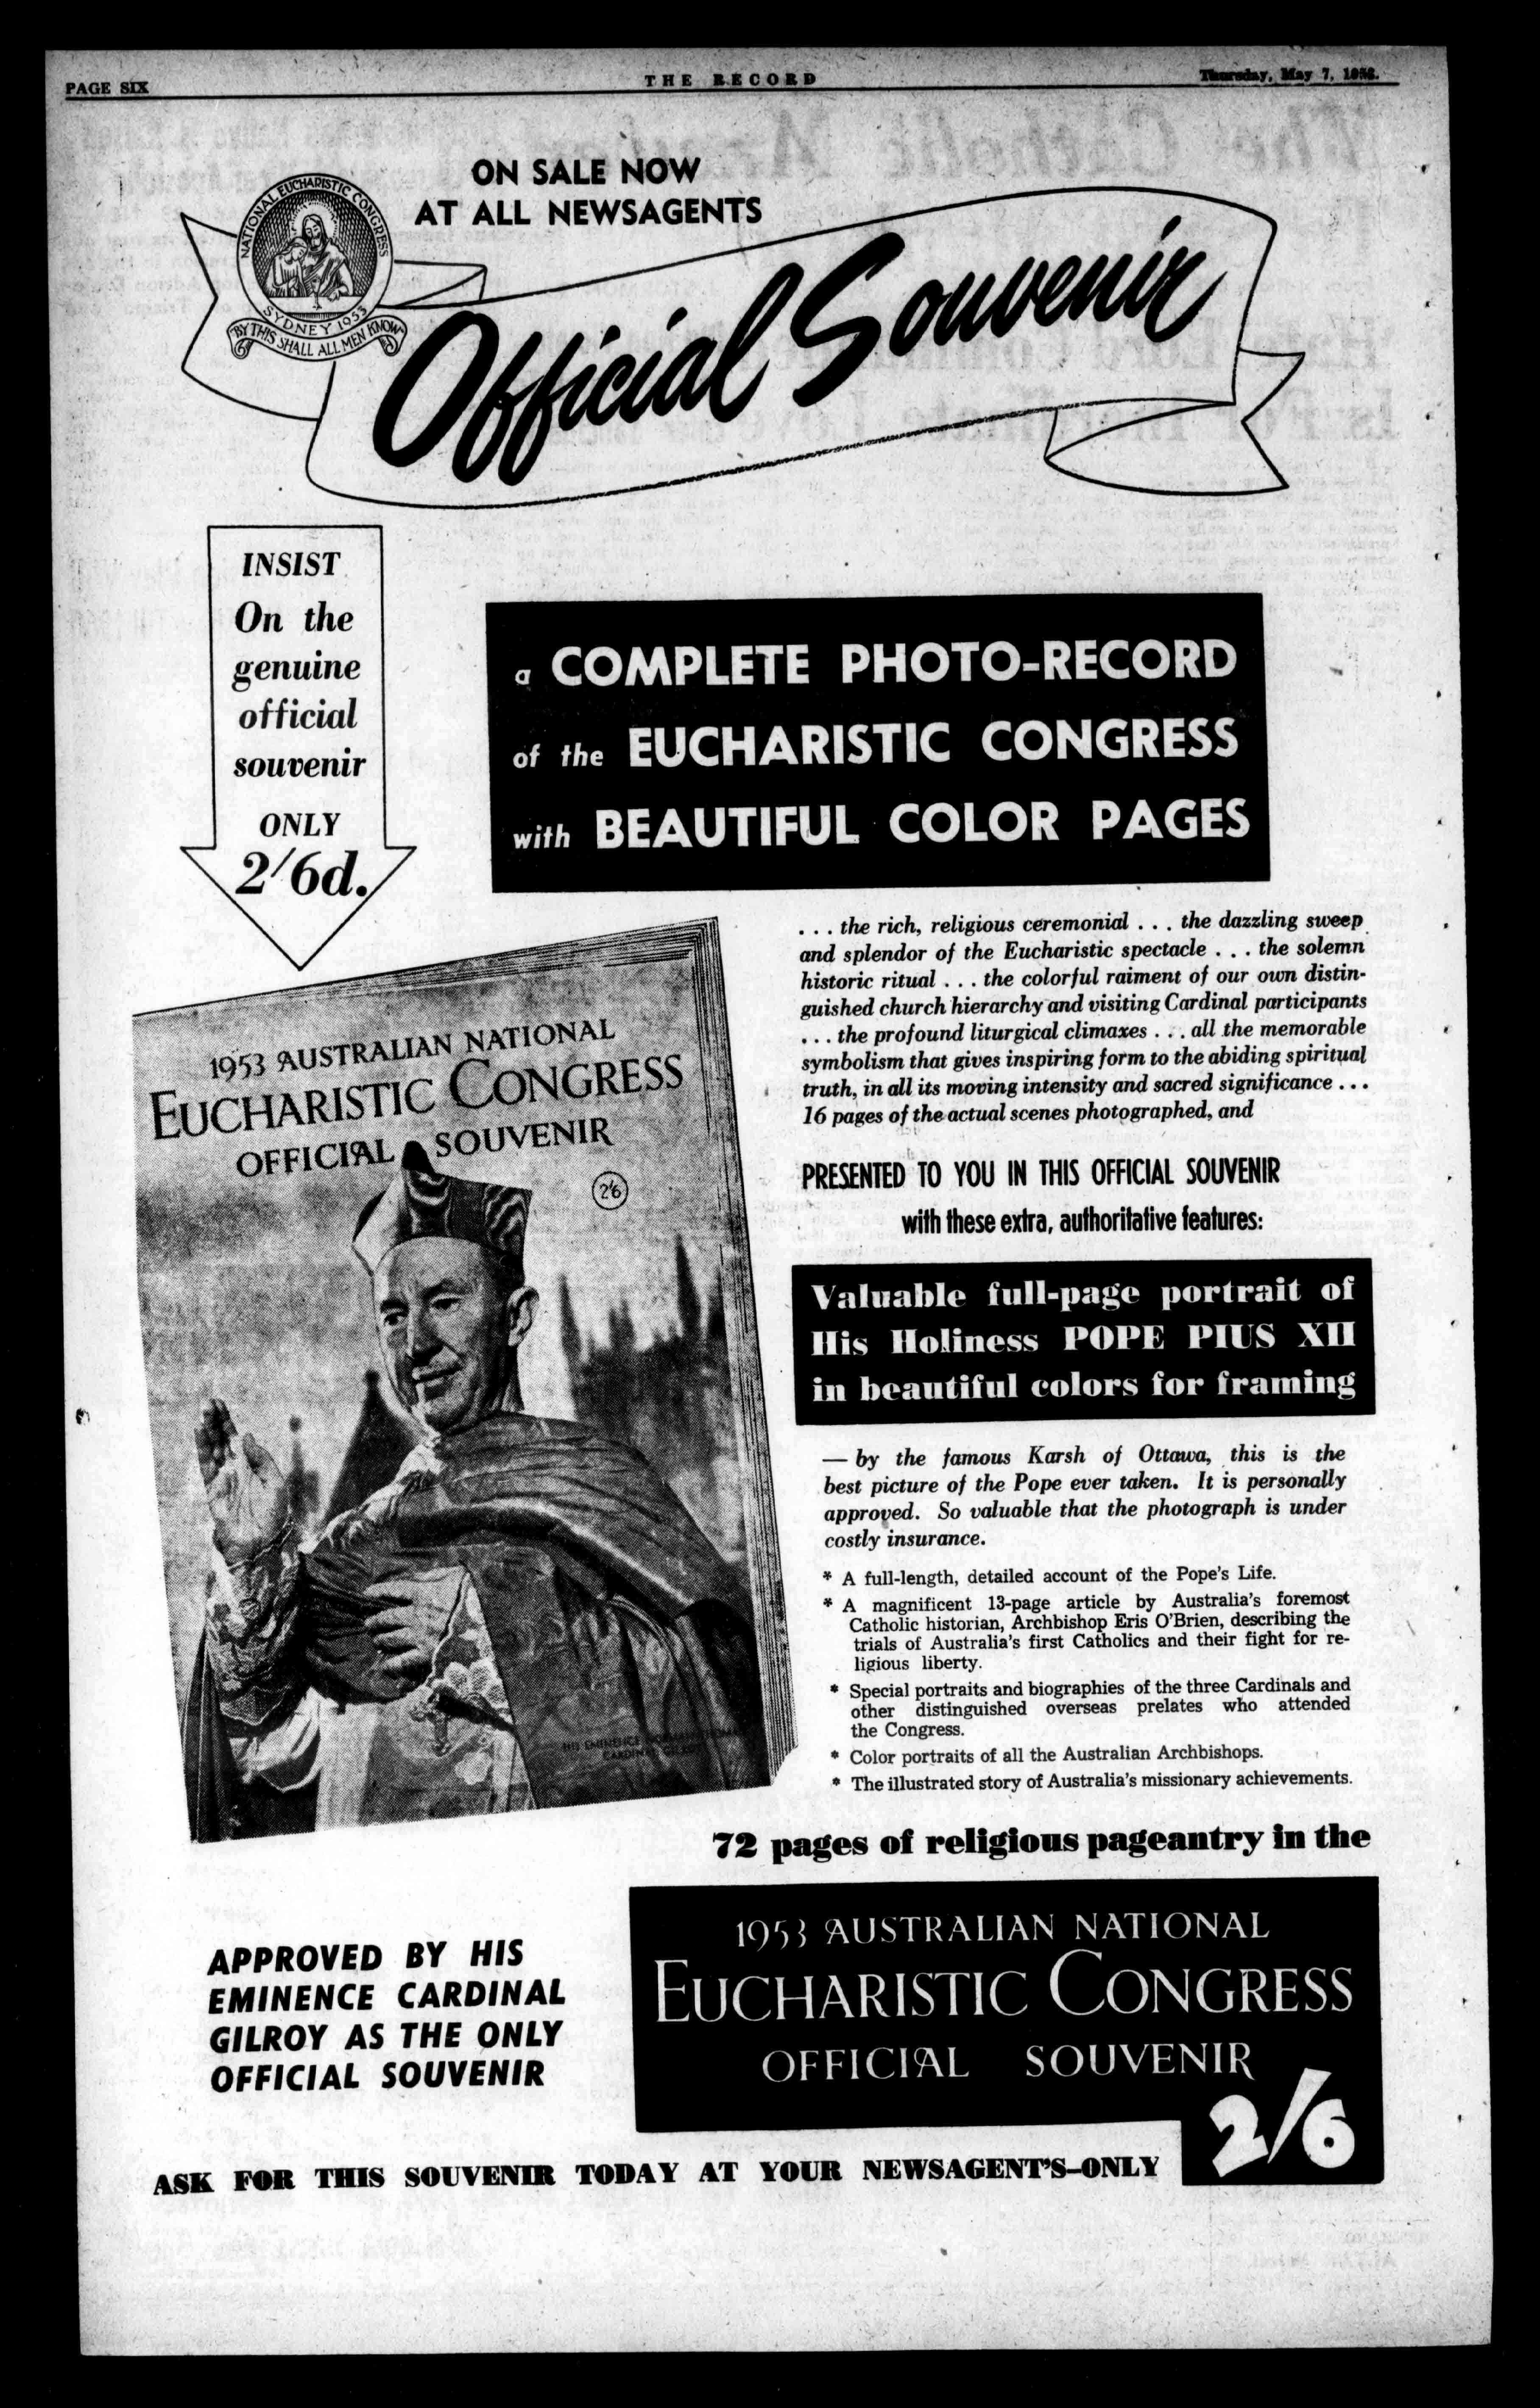 PAGE SIX
THE RECORD
Thursday, May 7, 1953.
ON SALE NOW
AT ALL NEWSAGENTS
NATIONAL EUCHARISTIC CONGRESS
SYDNEY 1953
"BY THIS SHALL ALL MEN KNOW"
Official Souvenir
INSIST
On the
genuine
official
souvenir
ONLY
2/6d.
a COMPLETE PHOTO-RECORD
of the EUCHARISTIC CONGRESS
with BEAUTIFUL COLOR PAGES
. . . the rich, religious ceremonial . . . the dazzling sweep
and splendor of the Eucharistic spectacle . . . the solemn
historic ritual . . . the colorful raiment of our own distin-
guished church hierarchy and visiting Cardinal participants
. . . the profound liturgical climaxes . . . all the memorable
symbolism that gives inspiring form to the abiding spiritual
truth, in all its moving intensity and sacred significance . . .
16 pages of the actual scenes photographed, and
PRESENTED TO YOU IN THIS OFFICIAL SOUVENIR
with these extra, authoritative features:
Valuable full-page portrait of
His Holiness POPE PIUS XII
in beautiful colors for framing
— by the famous Karsh of Ottawa, this is the
best picture of the Pope ever taken. It is personally
approved. So valuable that the photograph is under
costly insurance.
* A full-length, detailed account of the Pope's Life.
* A magnificent 13-page article by Australia's foremost
Catholic historian, Archbishop Eris O'Brien, describing the
trials of Australia's first Catholics and their fight for re-
ligious liberty.
* Special portraits and biographies of the three Cardinals and
other distinguished overseas prelates who attended
the Congress.
* Color portraits of all the Australian Archbishops.
* The illustrated story of Australia's missionary achievements.
1953 AUSTRALIAN NATIONAL
EUCHARISTIC CONGRESS
OFFICIAL SOUVENIR
2/6
HIS EMINENCE
CARDINAL
72 pages of religious pageantry in the
1953 AUSTRALIAN NATIONAL
EUCHARISTIC CONGRESS
OFFICIAL SOUVENIR
2/6
APPROVED BY HIS
EMINENCE CARDINAL
GILROY AS THE ONLY
OFFICIAL SOUVENIR
ASK FOR THIS SOUVENIR TODAY AT YOUR NEWSAGENT'S–ONLY